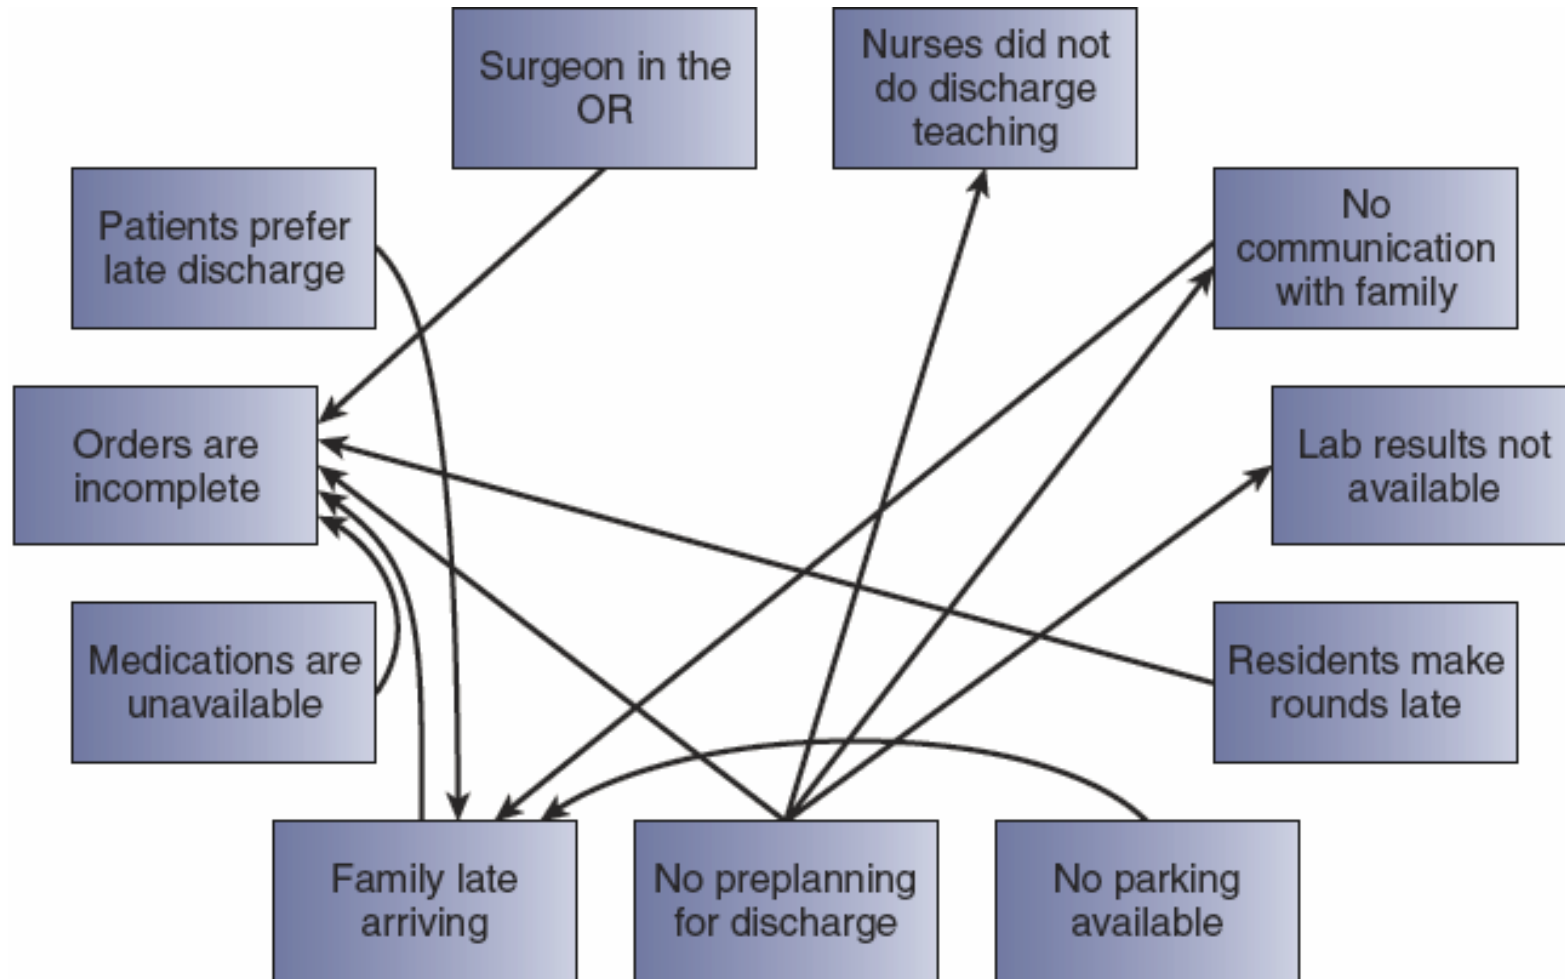 Surgeon in the
OR
Nurses did not
do discharge
teaching
Patients prefer
late discharge
No
communication
with family
Orders are
incomplete
Lab results not
available
Medications are
unavailable
Residents make
rounds late
Family late
arriving
No preplanning
for discharge
No parking
available